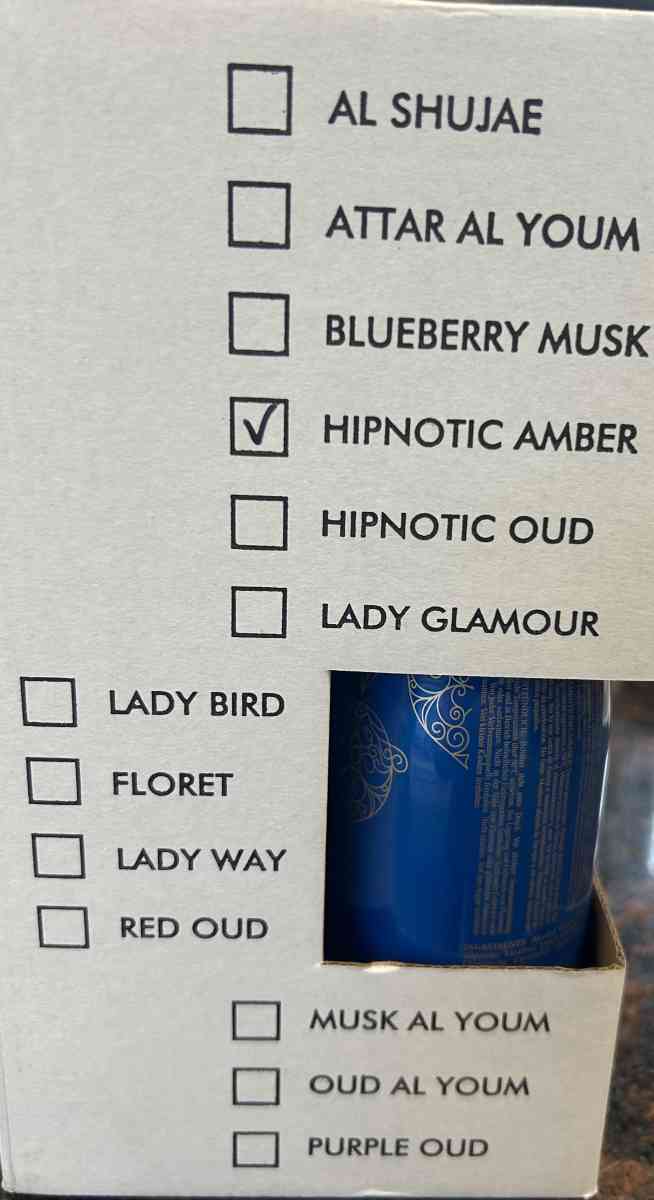 AL SHUJAE
ATTAR AL YOUM
BLUEBERRY MUSK
HIPNOTIC AMBER
HIPNOTIC OUD
LADY GLAMOUR
LADY BIRD
FLORET
LADY WAY
RED OUD
MUSK AL YOUM
OUD AL YOUM
PURPLE OUD